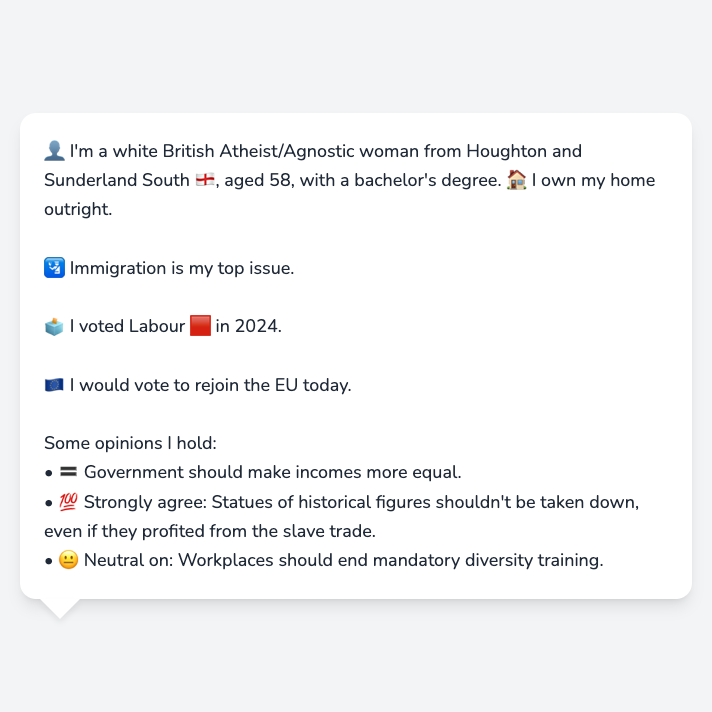 👤 I'm a white British Atheist/Agnostic woman from Houghton and
Sunderland South 🏴󠁧󠁢󠁥󠁮󠁧󠁿, aged 58, with a bachelor's degree. 🏠 I own my home
outright.
🛂 Immigration is my top issue.
🗳️ I voted Labour 🟥 in 2024.
🇪🇺 I would vote to rejoin the EU today.
Some opinions I hold:
• 🟰 Government should make incomes more equal.
• 💯 Strongly agree: Statues of historical figures shouldn't be taken down,
even if they profited from the slave trade.
• 😐 Neutral on: Workplaces should end mandatory diversity training.